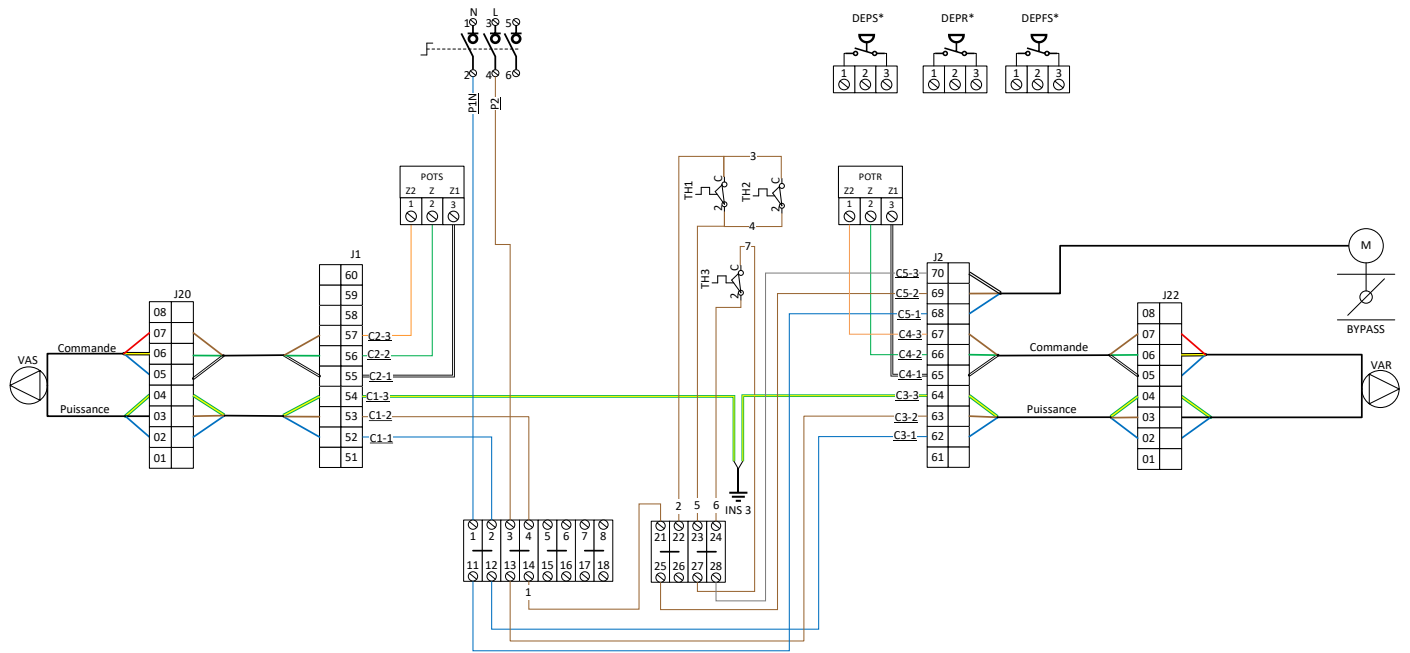 N L
1 3 5
2 4 6
P1N P2
DEPS* DEPR* DEPFS*
1 2 3
1 2 3
1 2 3
POTS
Z2 Z Z1
1 2 3
3
TH1 C 2
TH2 C 2
4
7
TH3 C 2
POTR
Z2 Z Z1
1 2 3
M
BYPASS
J1
60
59
58
57 C2-3
56 C2-2
55 C2-1
54 C1-3
53 C1-2
52 C1-1
51
J20
08
07
06
05
04
03
02
01
VAS
Commande
Puissance
J2
C5-3 70
C5-2 69
C5-1 68
C4-3 67
C4-2 66
C4-1 65
C3-3 64
C3-2 63
C3-1 62
61
Commande
Puissance
J22
08
07
06
05
04
03
02
01
VAR
2 5 6
INS 3
1 2 3 4 5 6 7 8
11 12 13 14 15 16 17 18
1
21 22 23 24
25 26 27 28